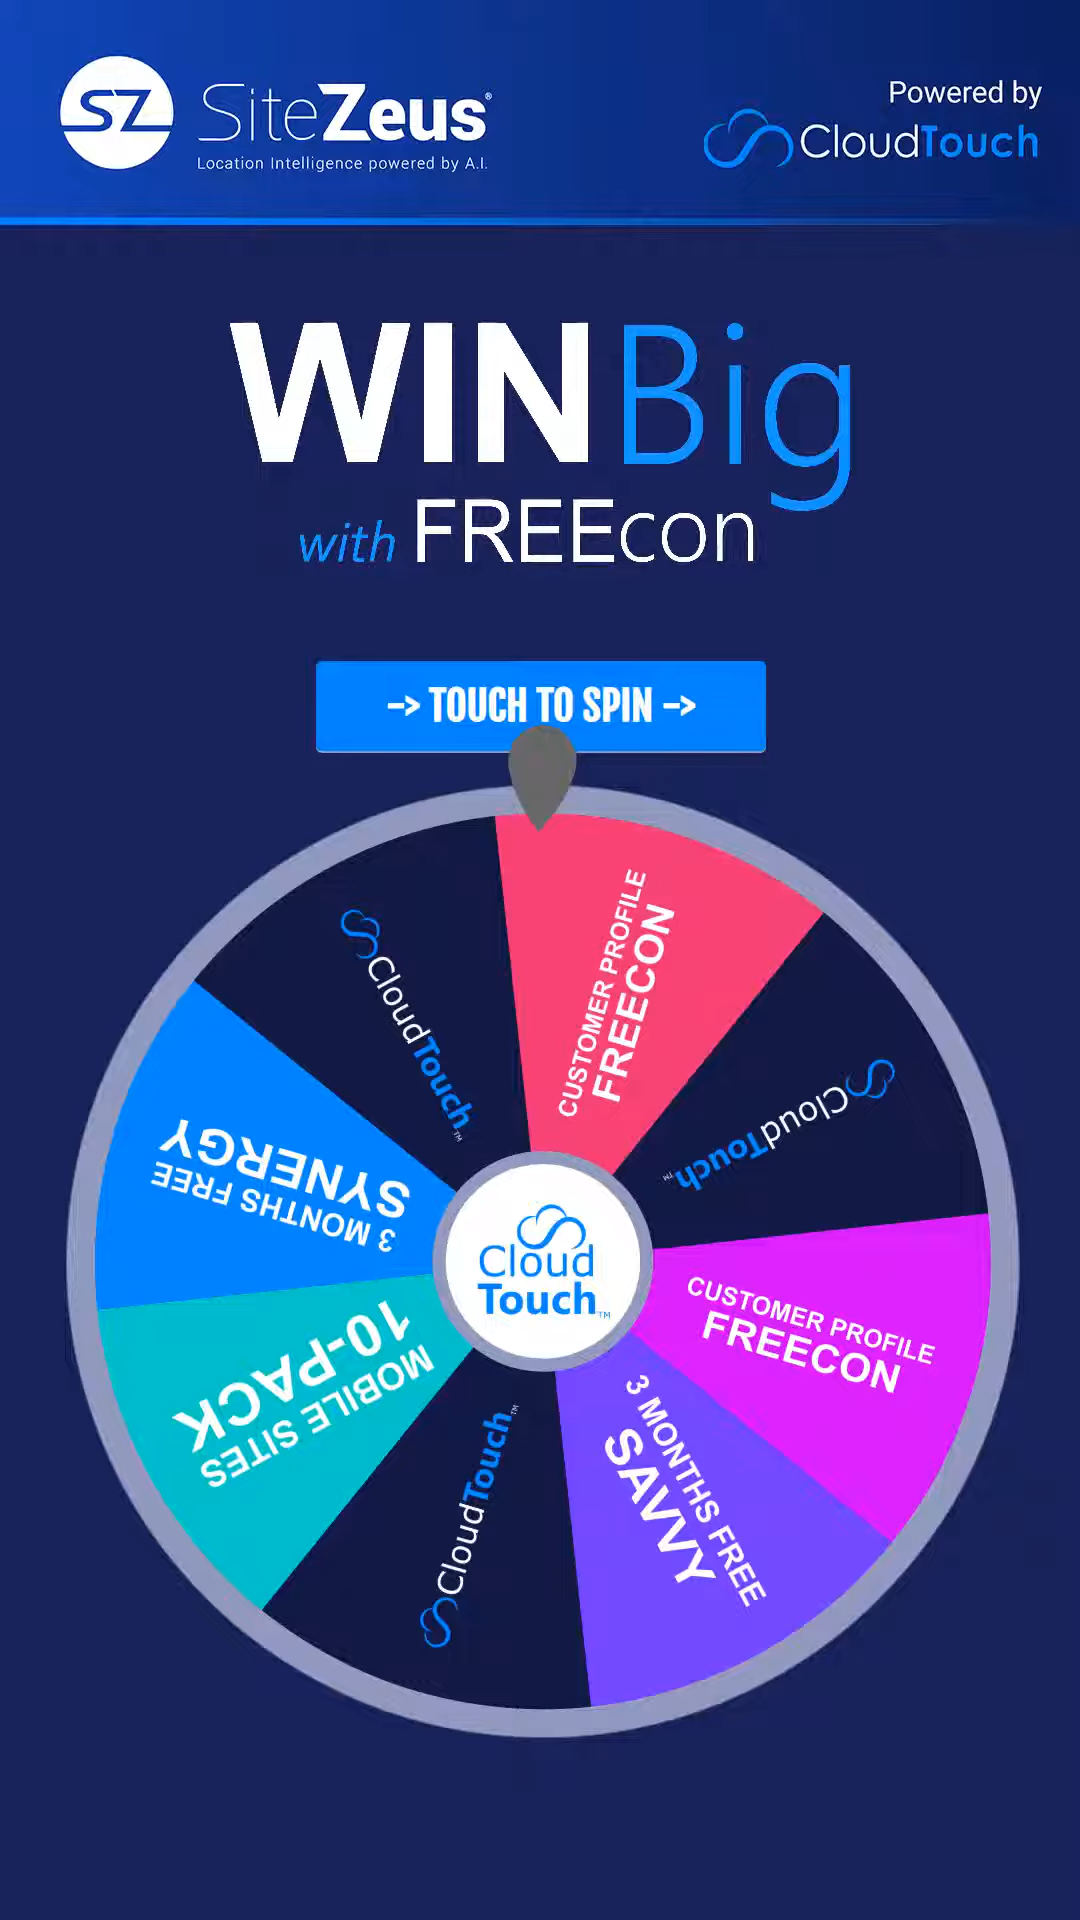 SZ SiteZeus®
Location Intelligence powered by A.I.
Powered by
CloudTouch
WIN Big
with FREEcon
-> TOUCH TO SPIN ->
CUSTOMER PROFILE
FREECON
CloudTouch™
CUSTOMER PROFILE
FREECON
3 MONTHS FREE
SAVVY
CloudTouch™
MOBILE SITES
10-PACK
3 MONTHS FREE
SYNERGY
CloudTouch™
Cloud
Touch™